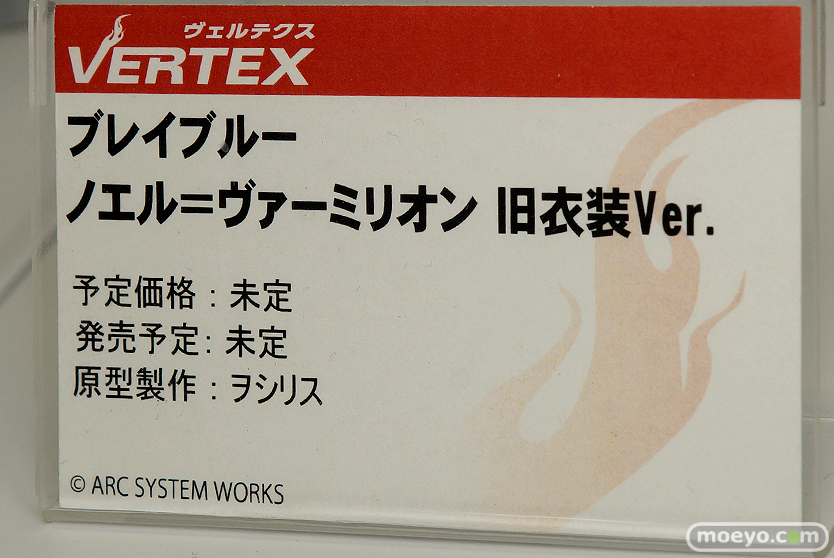 ヴェルテクス
VERTEX
ブレイブルー
ノエル=ヴァーミリオン 旧衣装Ver.
予定価格：未定
発売予定：未定
原型製作：ヲシリス
© ARC SYSTEM WORKS
moeyo.com